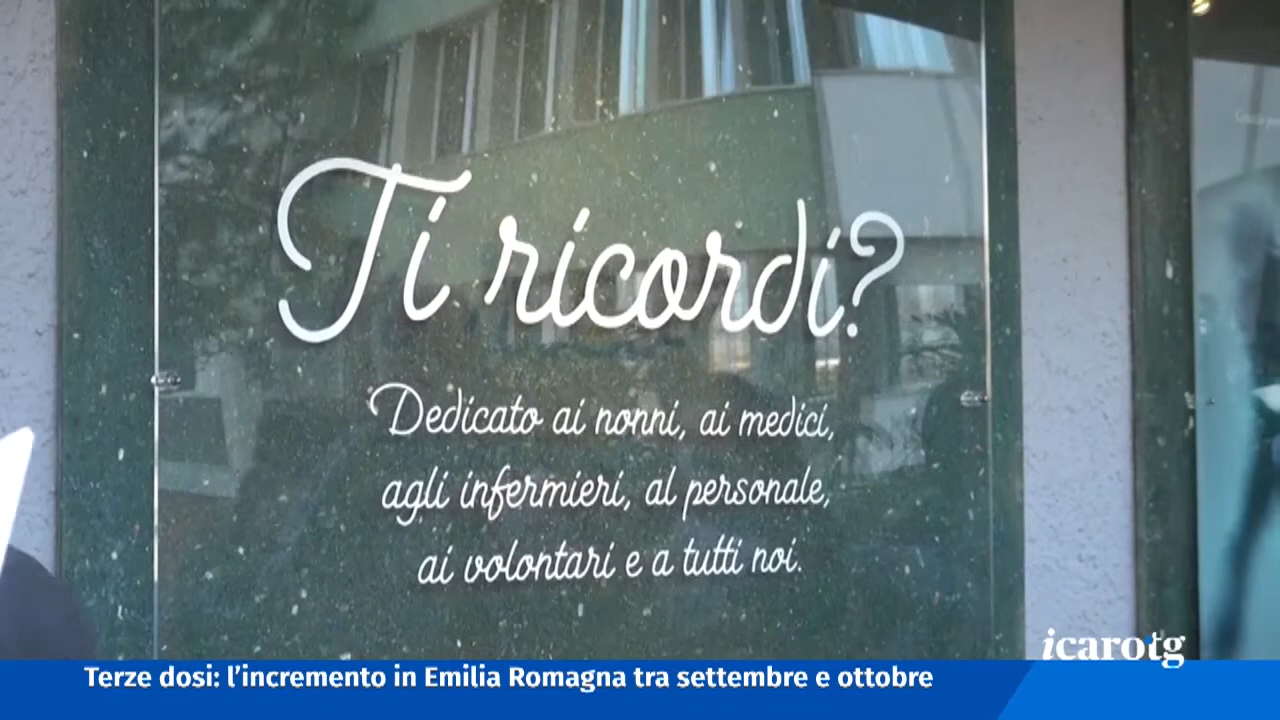 Ti ricordi?
Dedicato ai nonni, ai medici,
agli infermieri, al personale,
ai volontari e a tutti noi.
icarotg
Terze dosi: l'incremento in Emilia Romagna tra settembre e ottobre